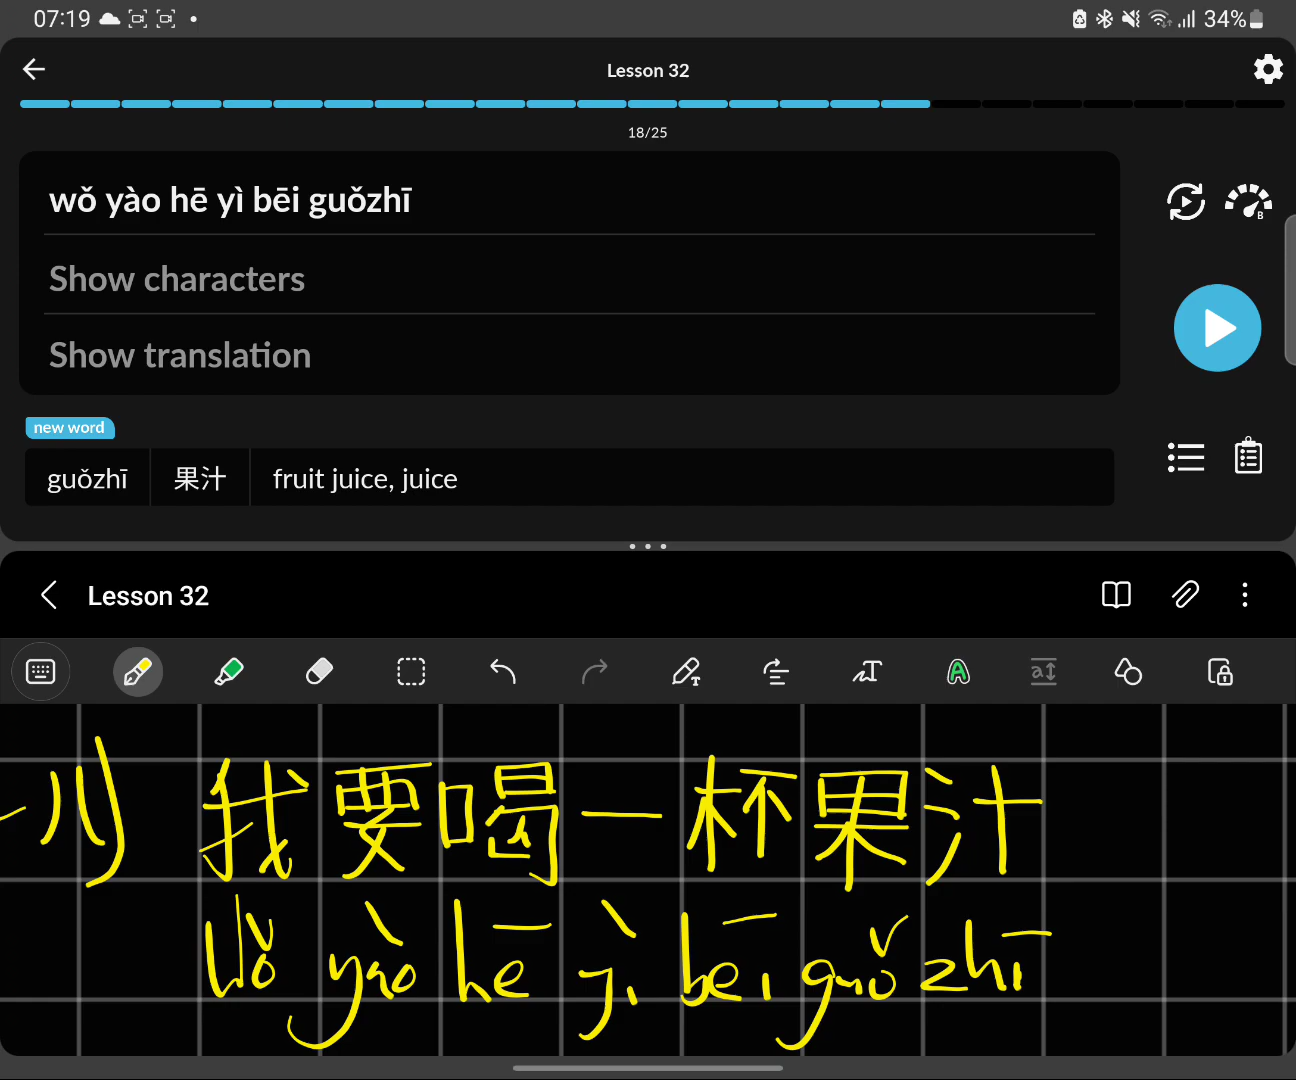 07:19 34%
Lesson 32
18/25
wǒ yào hē yì bēi guǒzhī
Show characters
Show translation
B
new word
guǒzhī 果汁 fruit juice, juice
Lesson 32
T T A a
我要喝一杯果汁
wǒ yào hē yì bēi guǒ zhī